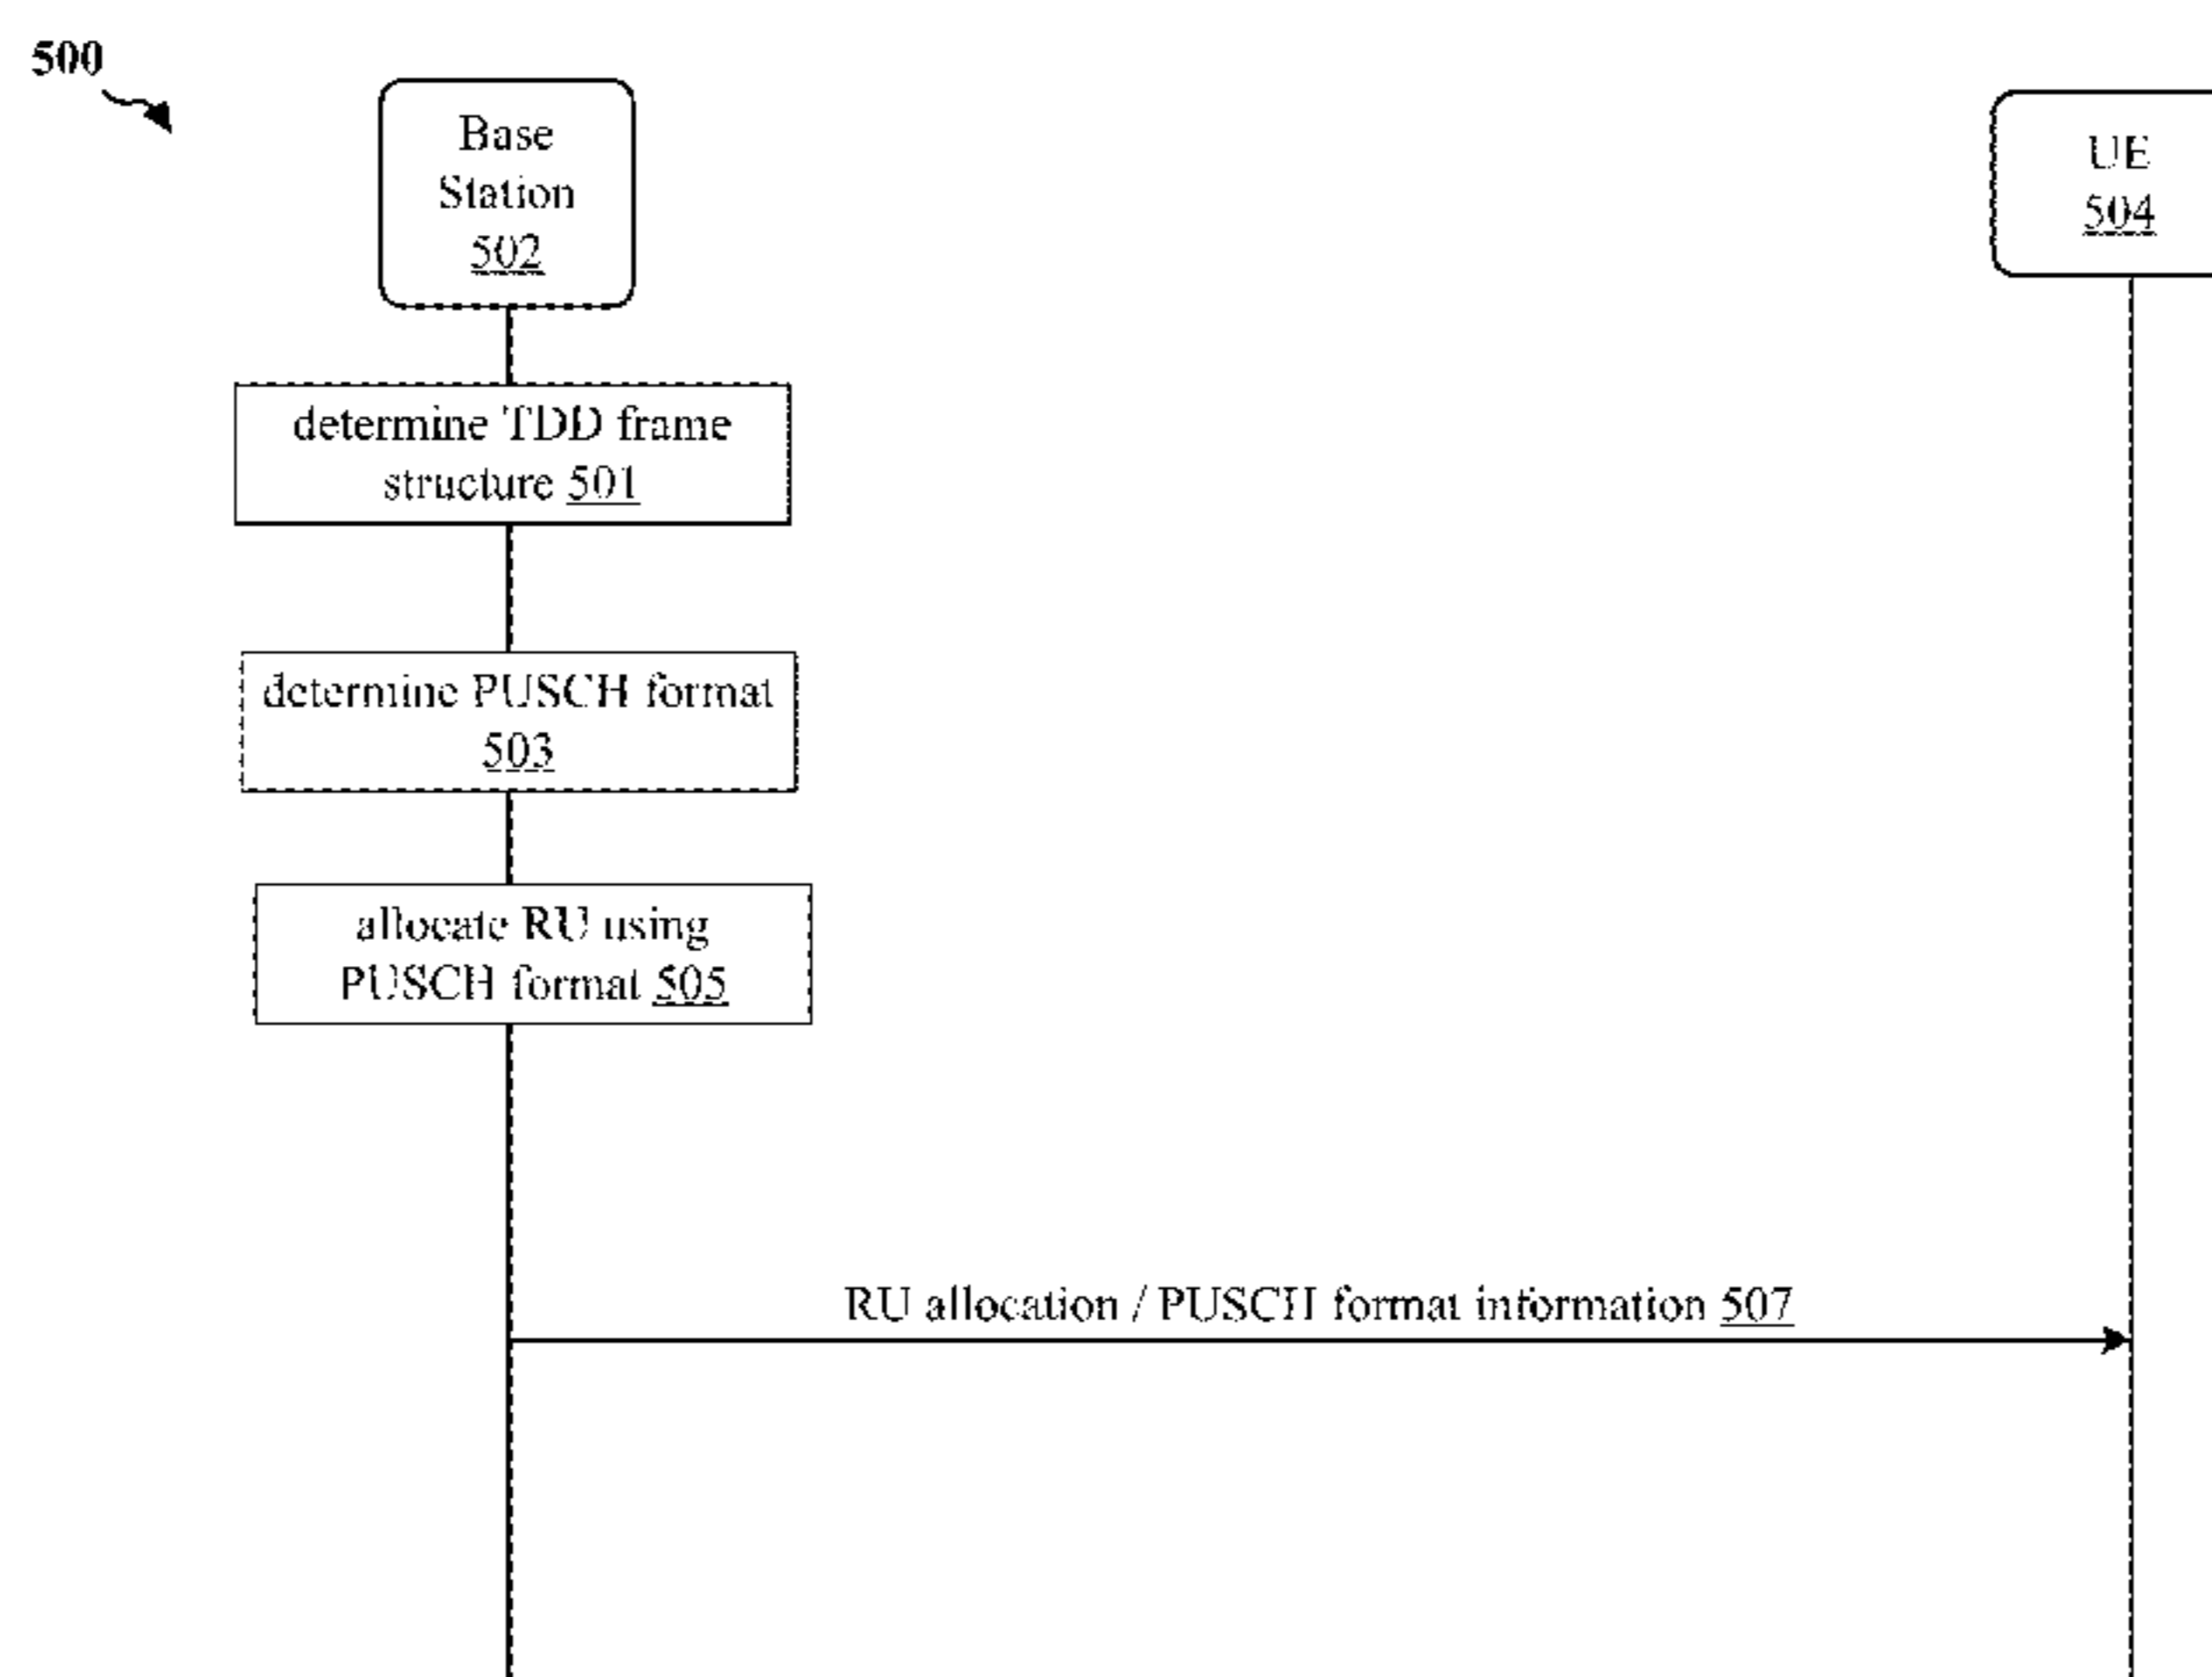 500
Base
Station
502
UE
504
determine TDD frame
structure 501
determine PUSCH format
503
allocate RU using
PUSCH format 505
RU allocation / PUSCH format information 507